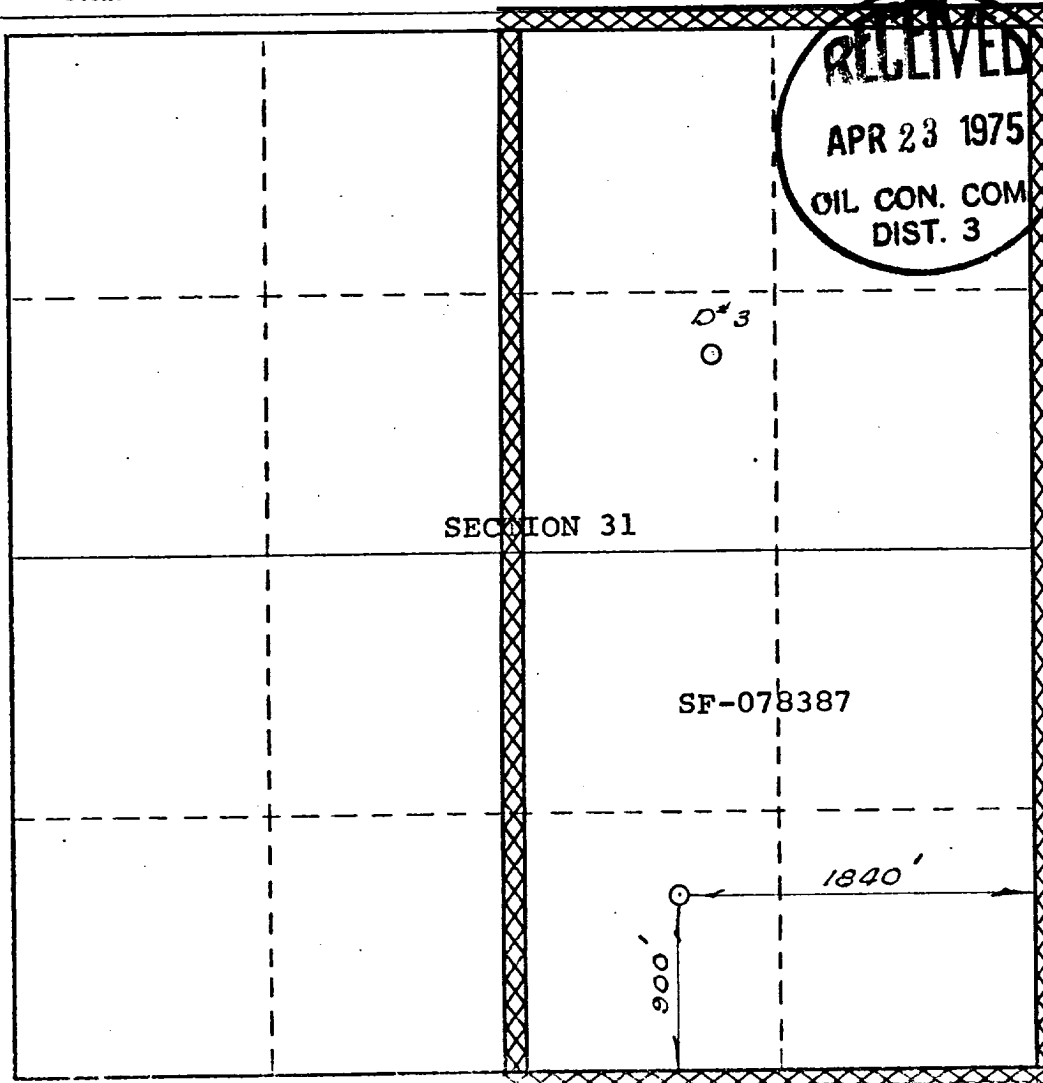 RECEIVED
APR 23 1975
OIL CON. COM
DIST. 3
D#3
SECTION 31
SF-078387
1840'
900'